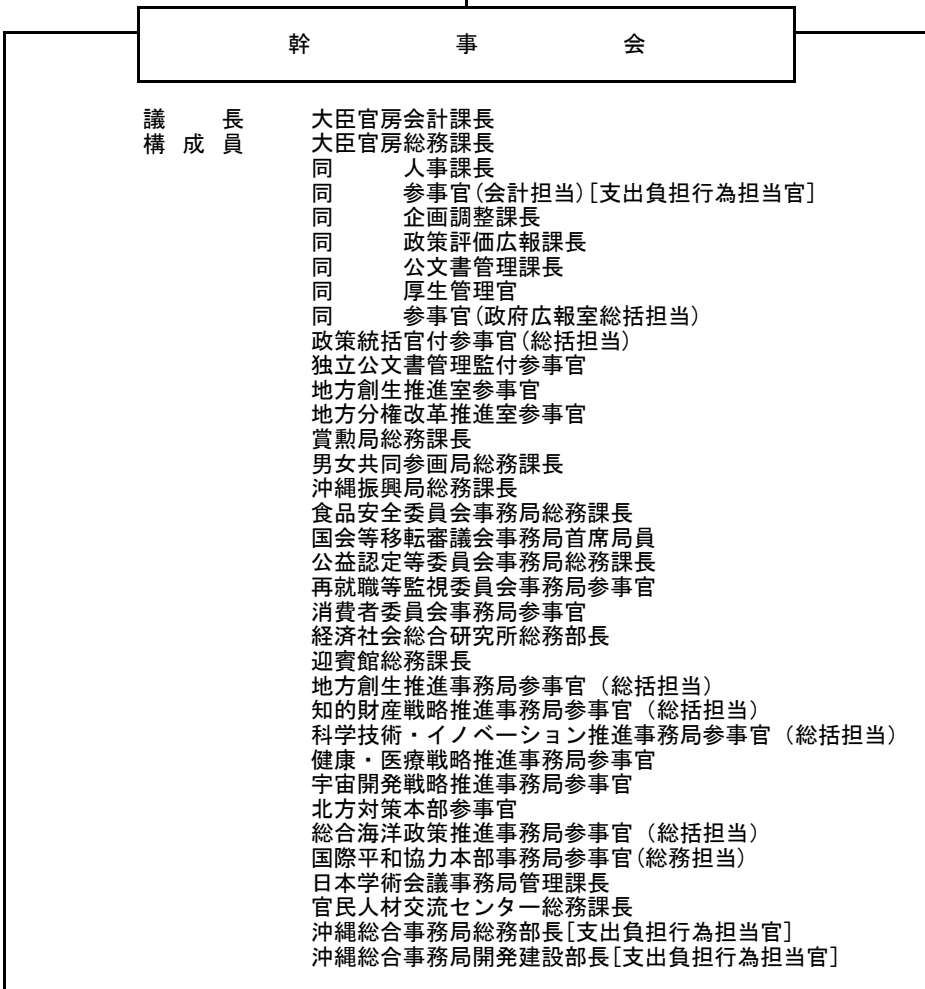 幹事会
議長 大臣官房会計課長
構成員 大臣官房総務課長
同 人事課長
同 参事官(会計担当)[支出負担行為担当官]
同 企画調整課長
同 政策評価広報課長
同 公文書管理課長
同 厚生管理官
同 参事官(政府広報室総括担当)
政策統括官付参事官(総括担当)
独立公文書管理監付参事官
地方創生推進室参事官
地方分権改革推進室参事官
賞勲局総務課長
男女共同参画局総務課長
沖縄振興局総務課長
食品安全委員会事務局総務課長
国会等移転審議会事務局首席局員
公益認定等委員会事務局総務課長
再就職等監視委員会事務局参事官
消費者委員会事務局参事官
経済社会総合研究所総務部長
迎賓館総務課長
地方創生推進事務局参事官(総括担当)
知的財産戦略推進事務局参事官(総括担当)
科学技術・イノベーション推進事務局参事官(総括担当)
健康・医療戦略推進事務局参事官
宇宙開発戦略推進事務局参事官
北方対策本部参事官
総合海洋政策推進事務局参事官(総括担当)
国際平和協力本部事務局参事官(総務担当)
日本学術会議事務局管理課長
官民人材交流センター総務課長
沖縄総合事務局総務部長[支出負担行為担当官]
沖縄総合事務局開発建設部長[支出負担行為担当官]